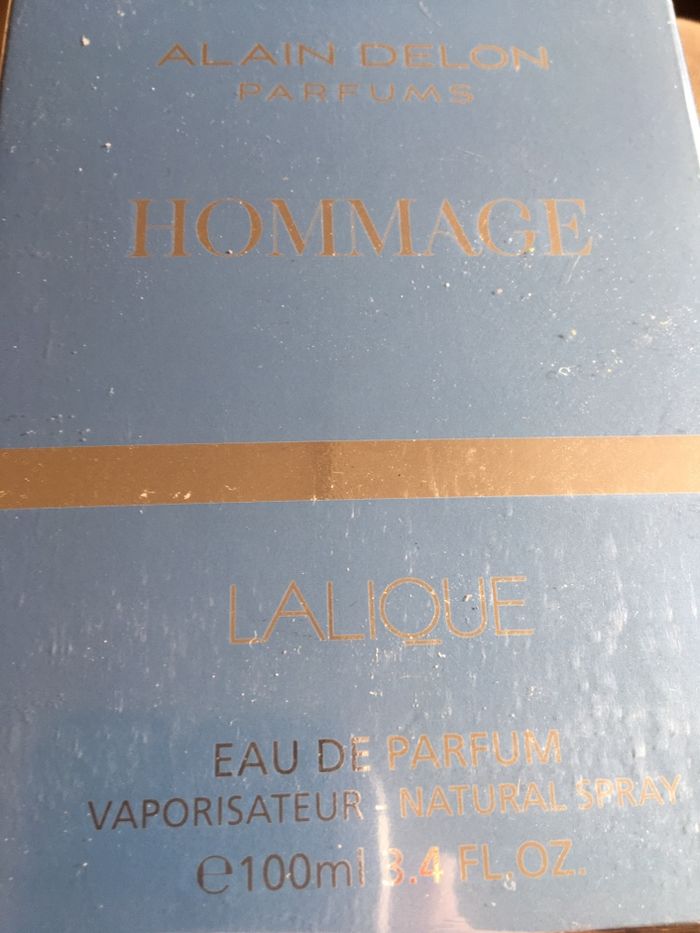 ALAIN DELON
PARFUMS
HOMMAGE
LALIQUE
EAU DE PARFUM
VAPORISATEUR - NATURAL SPRAY
℮100ml 3.4 FL.OZ.